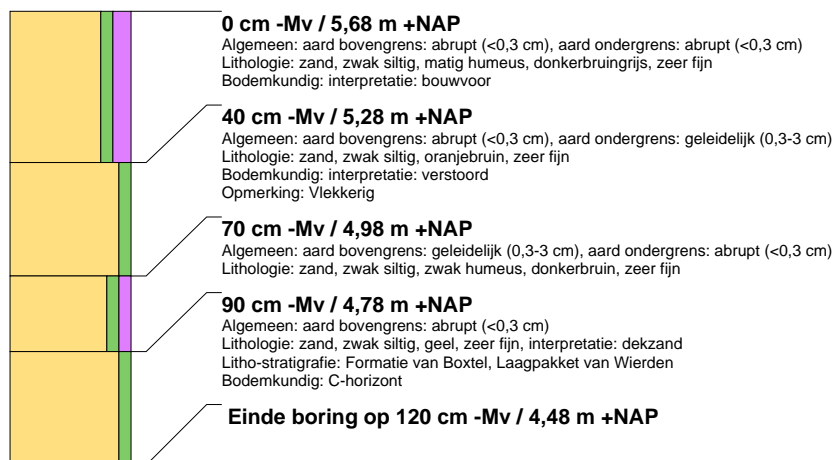 0 cm -Mv / 5,68 m +NAP
Algemeen: aard bovengrens: abrupt (<0,3 cm), aard ondergrens: abrupt (<0,3 cm)
Lithologie: zand, zwak siltig, matig humeus, donkerbruingrijs, zeer fijn
Bodemkundig: interpretatie: bouwvoor
40 cm -Mv / 5,28 m +NAP
Algemeen: aard bovengrens: abrupt (<0,3 cm), aard ondergrens: geleidelijk (0,3-3 cm)
Lithologie: zand, zwak siltig, oranjebruin, zeer fijn
Bodemkundig: interpretatie: verstoord
Opmerking: Vlekkerig
70 cm -Mv / 4,98 m +NAP
Algemeen: aard bovengrens: geleidelijk (0,3-3 cm), aard ondergrens: abrupt (<0,3 cm)
Lithologie: zand, zwak siltig, zwak humeus, donkerbruin, zeer fijn
90 cm -Mv / 4,78 m +NAP
Algemeen: aard bovengrens: abrupt (<0,3 cm)
Lithologie: zand, zwak siltig, geel, zeer fijn, interpretatie: dekzand
Litho-stratigrafie: Formatie van Boxtel, Laagpakket van Wierden
Bodemkundig: C-horizont
Einde boring op 120 cm -Mv / 4,48 m +NAP